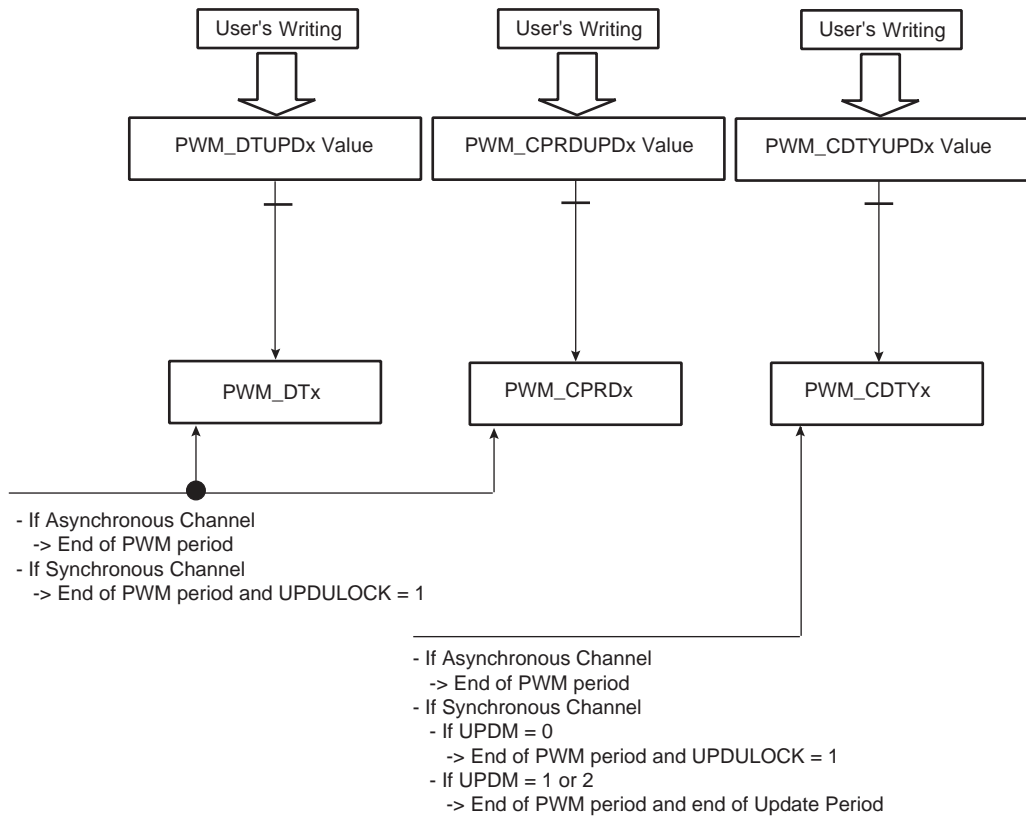 User's Writing
User's Writing
User's Writing
PWM_DTUPDx Value
PWM_CPRDUPDx Value
PWM_CDTYUPDx Value
PWM_DTx
PWM_CPRDx
PWM_CDTYx
- If Asynchronous Channel
-> End of PWM period
- If Synchronous Channel
-> End of PWM period and UPDULOCK = 1
- If Asynchronous Channel
-> End of PWM period
- If Synchronous Channel
- If UPDM = 0
-> End of PWM period and UPDULOCK = 1
- If UPDM = 1 or 2
-> End of PWM period and end of Update Period